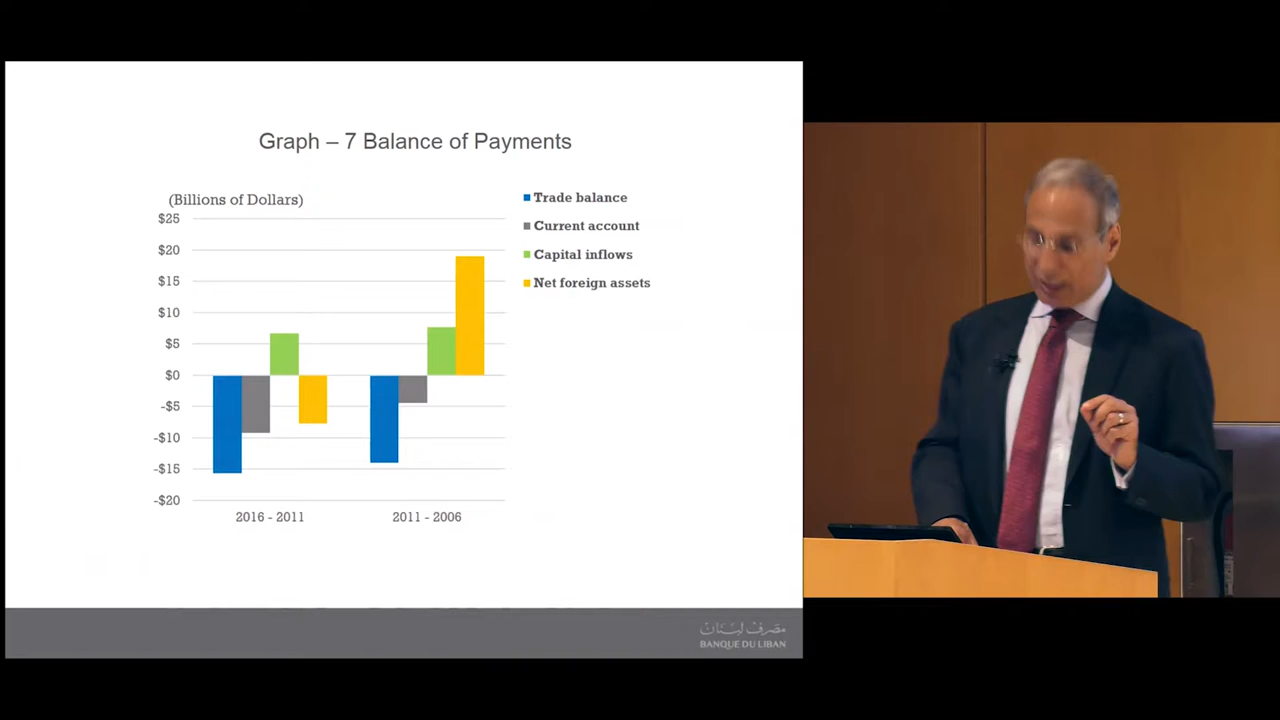 Graph – 7 Balance of Payments
(Billions of Dollars)
$25
$20
$15
$10
$5
$0
-$5
-$10
-$15
-$20
2016 - 2011
2011 - 2006
Trade balance
Current account
Capital inflows
Net foreign assets
مصرف لبنان
BANQUE DU LIBAN